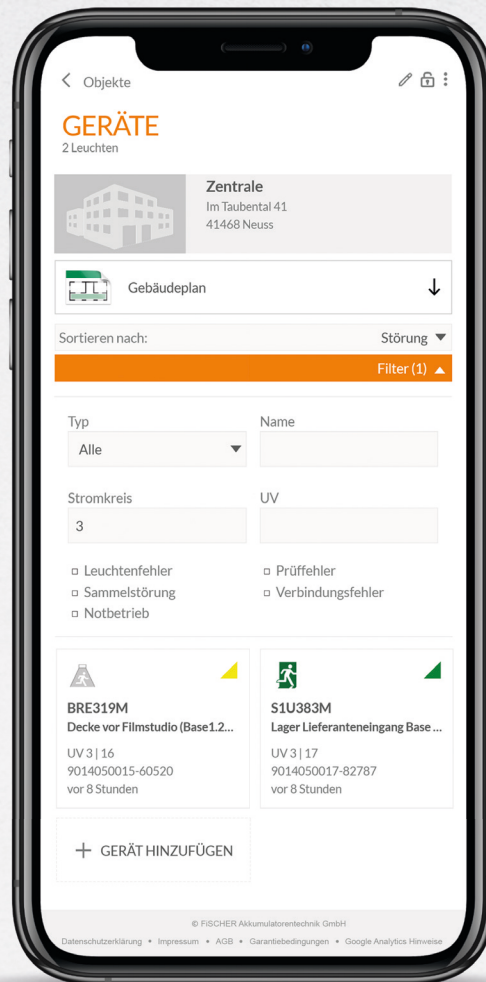 Objekte
GERÄTE
2 Leuchten
Zentrale
Im Taubental 41
41468 Neuss
Gebäudeplan
Sortieren nach: Störung
Filter (1)
Typ Name
Alle
Stromkreis UV
3
Leuchtenfehler Prüffehler
Sammelstörung Verbindungsfehler
Notbetrieb
BRE319M S1U383M
Decke vor Filmstudio (Base1.2... Lager Lieferanteneingang Base ...
UV 3 | 16 UV 3 | 17
9014050015-60520 9014050017-82787
vor 8 Stunden vor 8 Stunden
+ GERÄT HINZUFÜGEN
© FiSCHER Akkumulatorentechnik GmbH
Datenschutzerklärung • Impressum • AGB • Garantiebedingungen • Google Analytics Hinweise